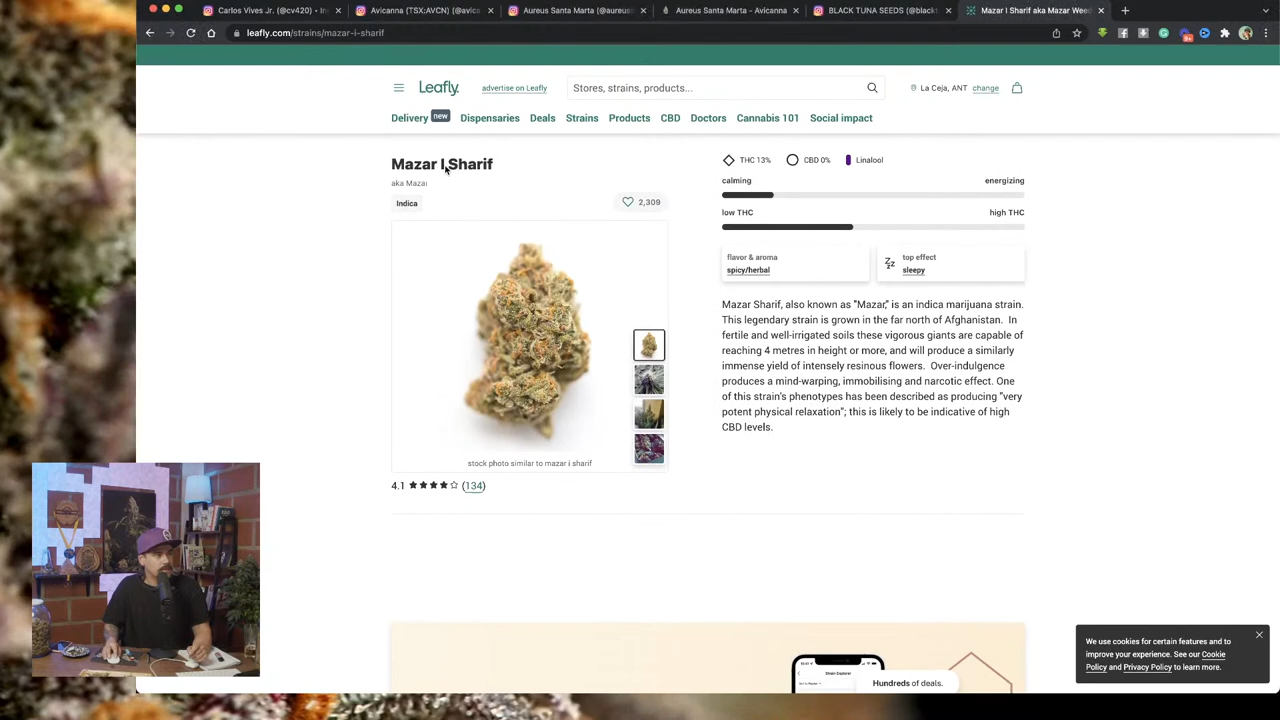 Carlos Vives Jr. (@cv420) • In
Avicanna (TSX:AVCN) (@avica
Aureus Santa Marta (@aureus
Aureus Santa Marta - Avicanna
BLACK TUNA SEEDS (@black
Mazar I Sharif aka Mazar Wee
leafly.com/strains/mazar-i-sharif
Leafly.
advertise on Leafly
Stores, strains, products...
La Ceja, ANT change
Delivery new Dispensaries Deals Strains Products CBD Doctors Cannabis 101 Social impact
Mazar I Sharif
aka Mazar
Indica
2,309
stock photo similar to mazar i sharif
4.1 (134)
THC 13% CBD 0% Linalool
calming energizing
low THC high THC
flavor & aroma
spicy/herbal
top effect
sleepy
Mazar Sharif, also known as "Mazar," is an indica marijuana strain.
This legendary strain is grown in the far north of Afghanistan. In
fertile and well-irrigated soils these vigorous giants are capable of
reaching 4 metres in height or more, and will produce a similarly
immense yield of intensely resinous flowers. Over-indulgence
produces a mind-warping, immobilising and narcotic effect. One
of this strain's phenotypes has been described as producing "very
potent physical relaxation"; this is likely to be indicative of high
CBD levels.
Strain Explorer
Hundreds of deals.
We use cookies for certain features and to
improve your experience. See our Cookie
Policy and Privacy Policy to learn more.